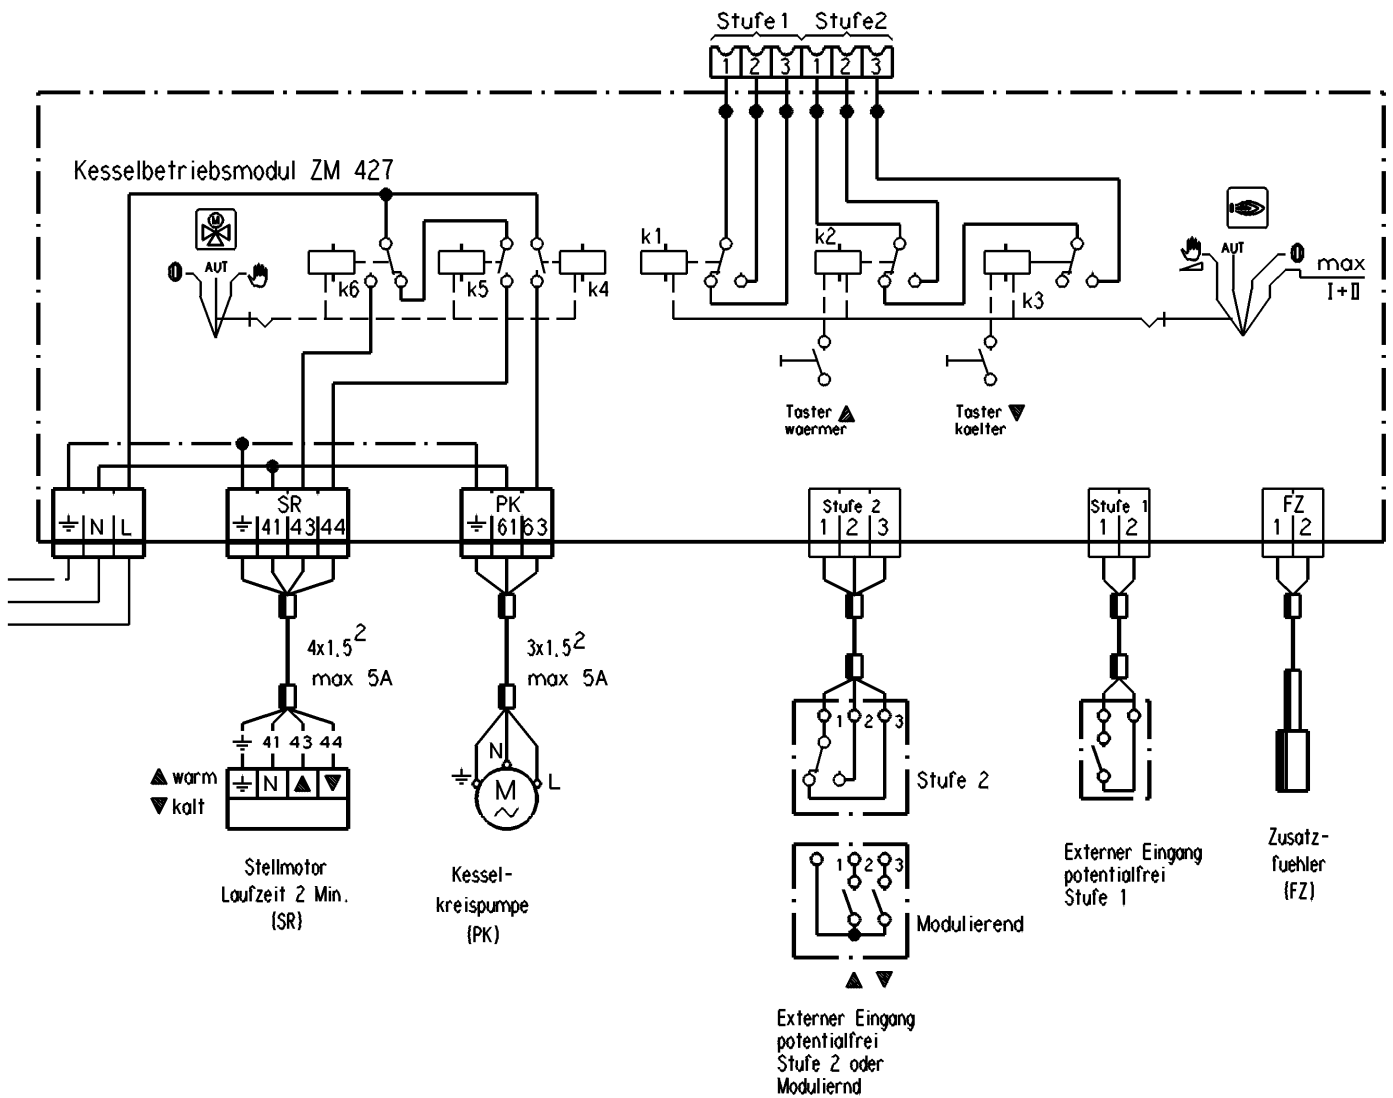 Stufe1 Stufe2
1 2 3 1 2 3
Kesselbetriebsmodul ZM 427
M
0 AUT
k6 k5 k4
k1 k2 k3
AUT 0 max
I+II
Taster
waermer
Taster
kaelter
N L
SR
41 43 44
PK
61 63
Stufe 2
1 2 3
Stufe 1
1 2
FZ
1 2
4x1,5²
max 5A
3x1,5²
max 5A
41 43 44
N
warm
kalt
N
L
M
1 2 3
Stufe 2
1 2 3
Modulierend
Stellmotor
Laufzeit 2 Min.
(SR)
Kessel-
kreispumpe
(PK)
Externer Eingang
potentialfrei
Stufe 2 oder
Moduliernd
Externer Eingang
potentialfrei
Stufe 1
Zusatz-
fuehler
(FZ)